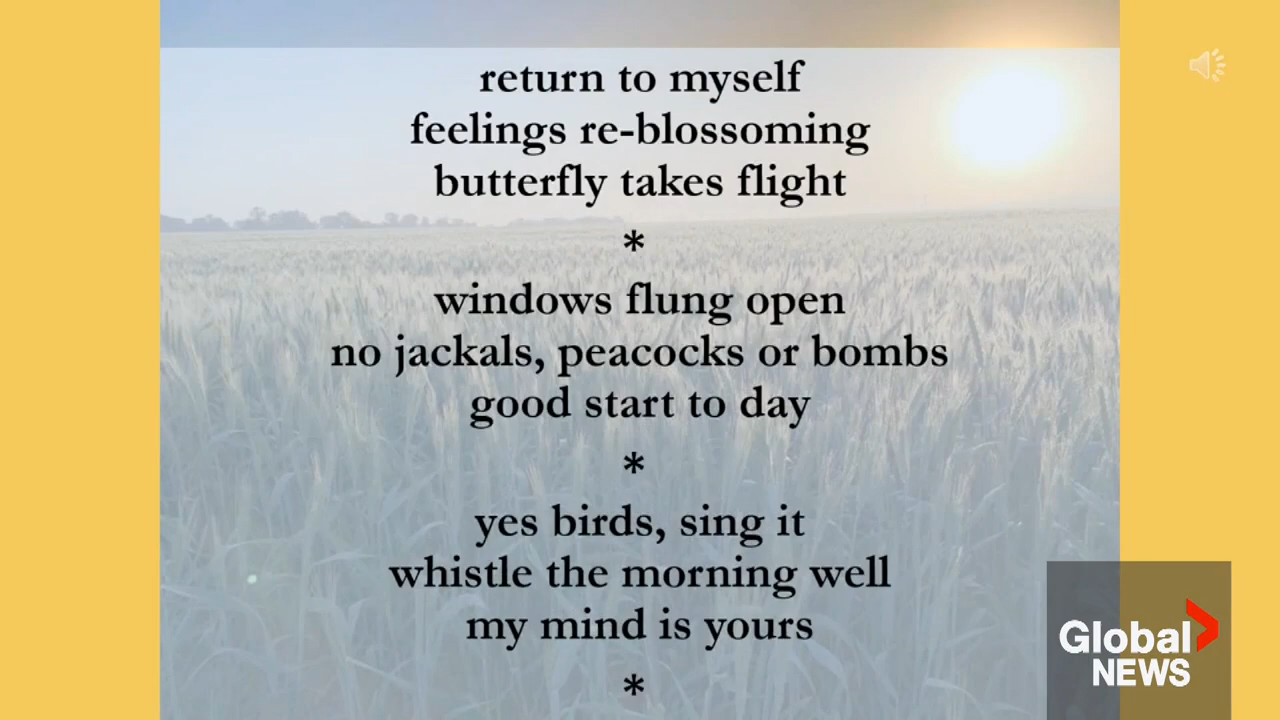 return to myself
feelings re-blossoming
butterfly takes flight
*
windows flung open
no jackals, peacocks or bombs
good start to day
*
yes birds, sing it
whistle the morning well
my mind is yours
*
Global
NEWS